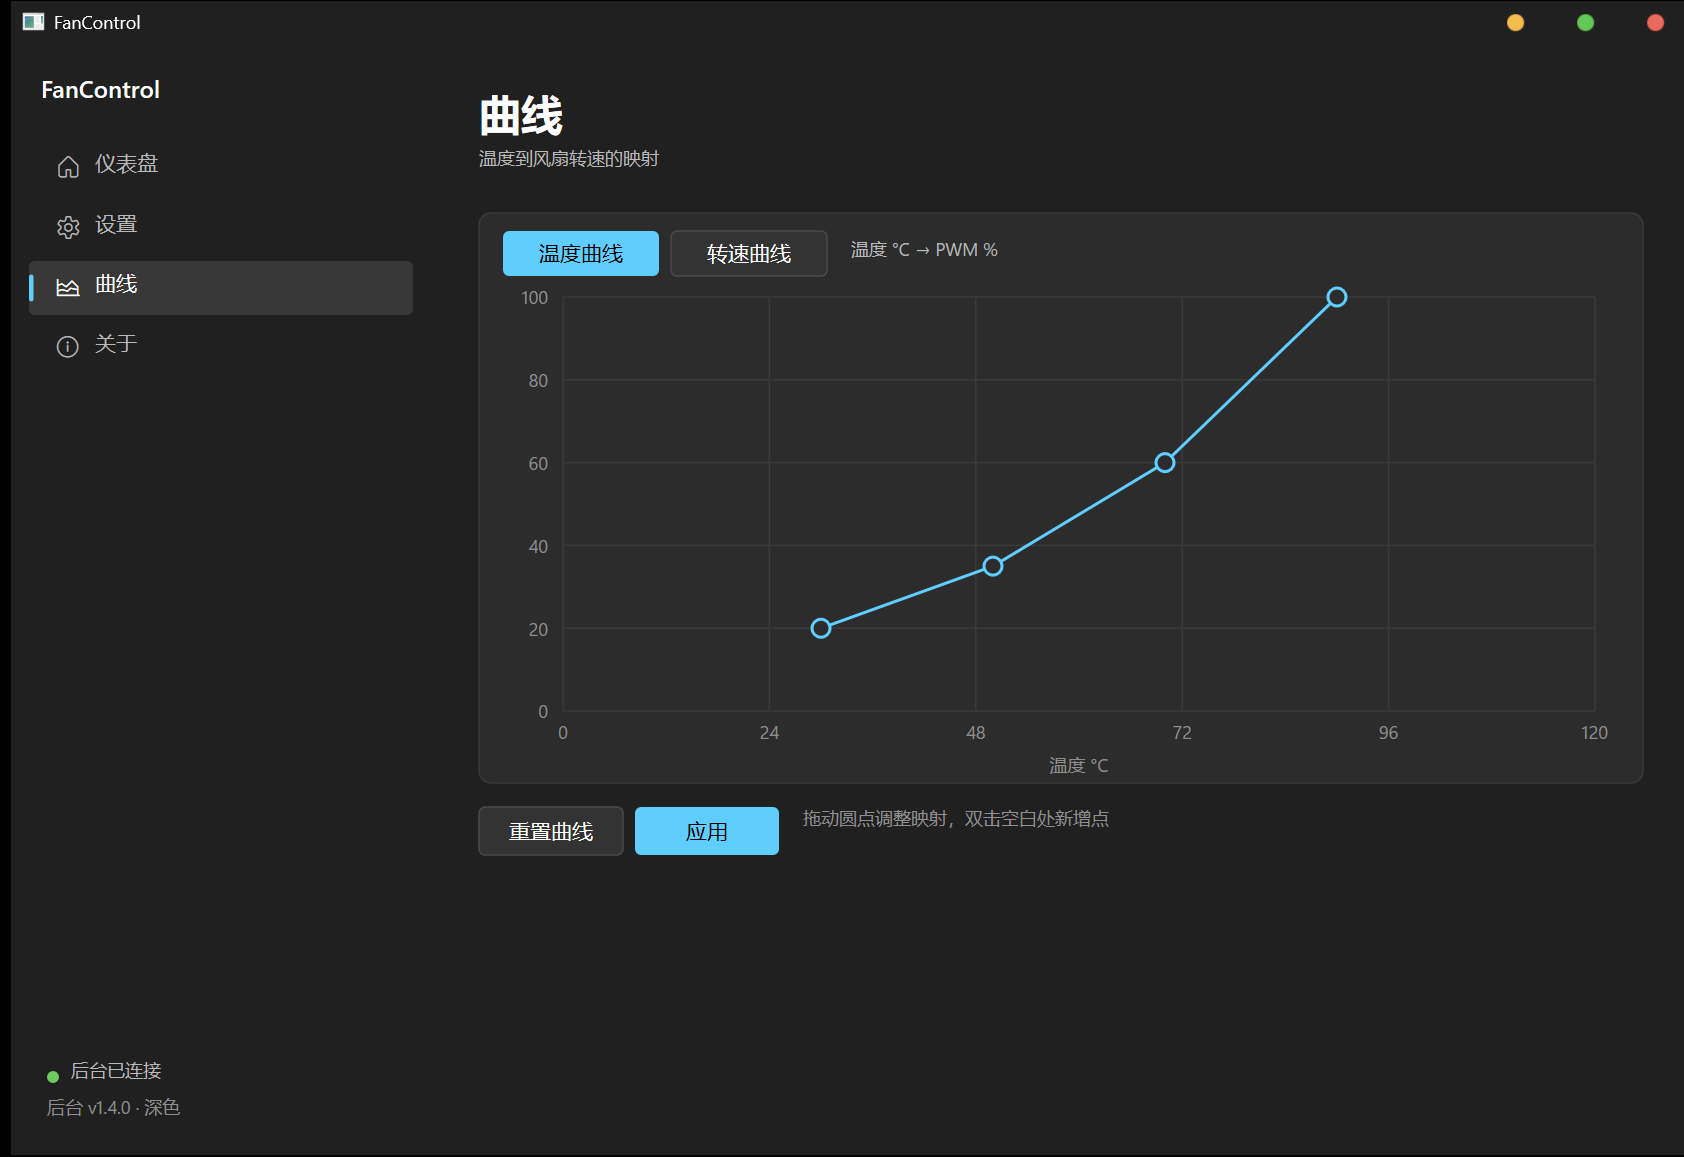 FanControl
FanControl
仪表盘
设置
曲线
关于
曲线
温度到风扇转速的映射
温度曲线 转速曲线 温度 °C → PWM %
100
80
60
40
20
0
0 24 48 72 96 120
温度 °C
重置曲线 应用 拖动圆点调整映射，双击空白处新增点
后台已连接
后台 v1.4.0 · 深色